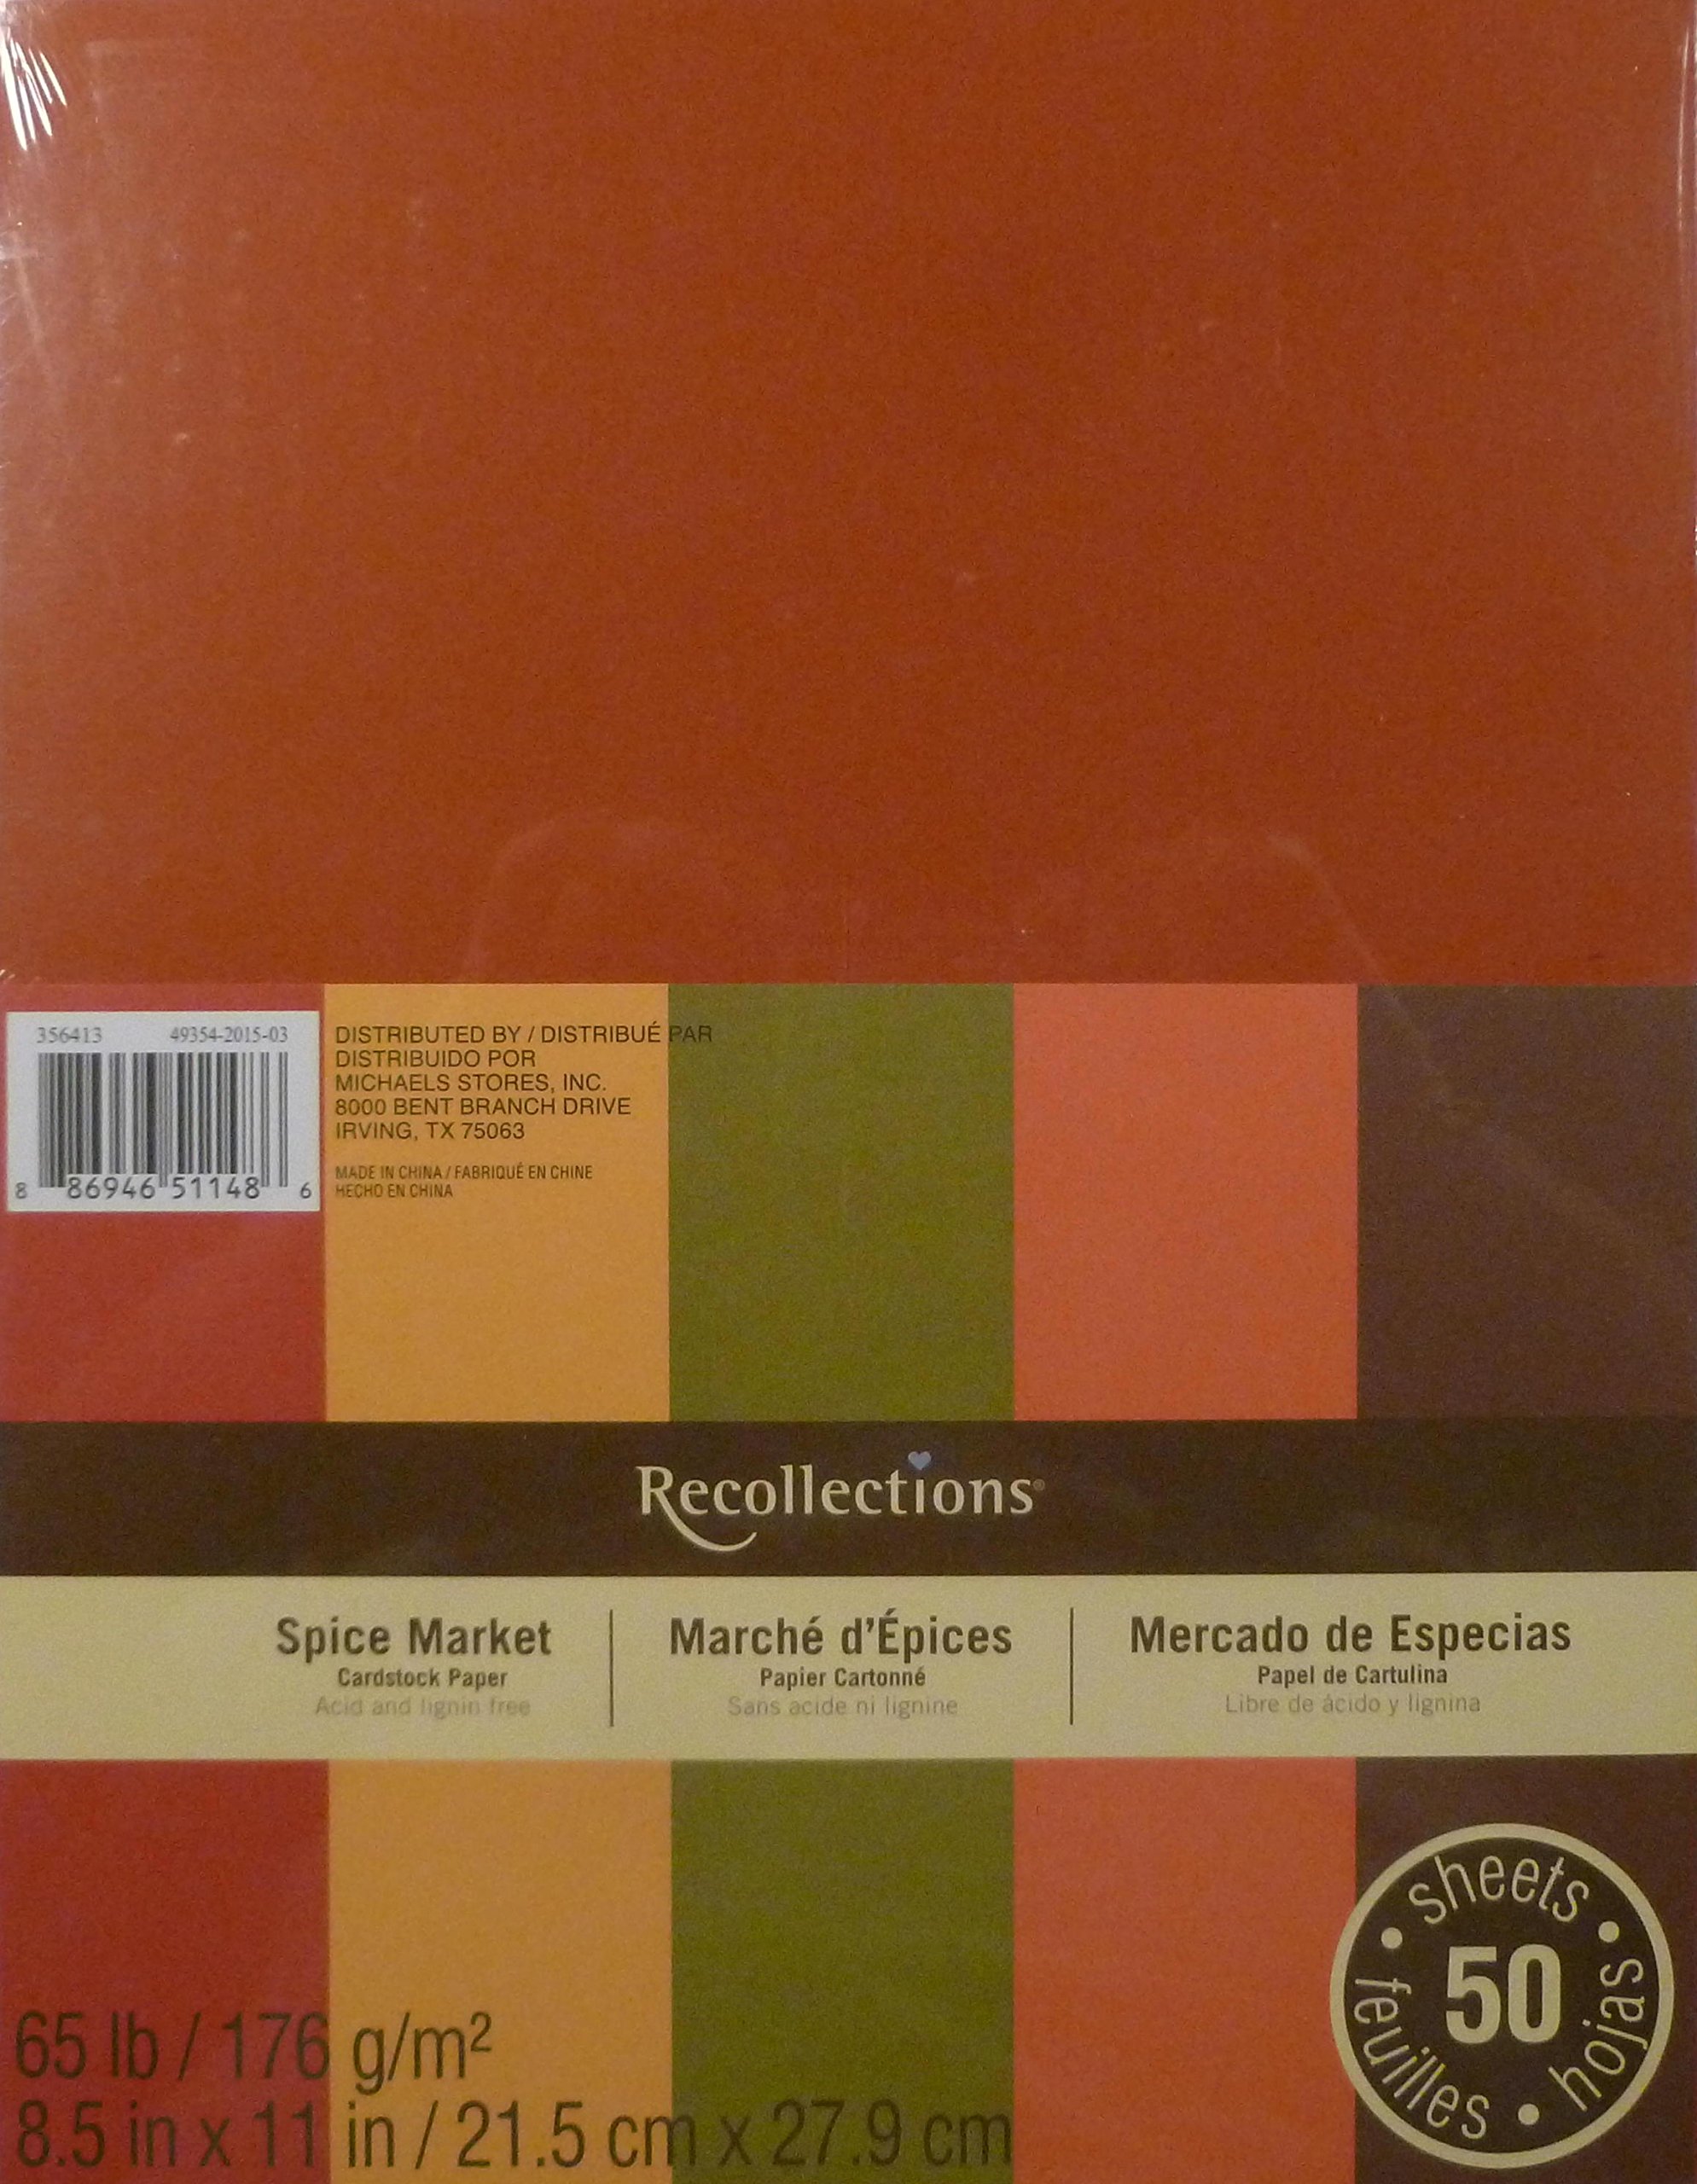 356413 49354-2015-03
8 86946 51148 6
DISTRIBUTED BY / DISTRIBUÉ PAR
DISTRIBUIDO POR
MICHAELS STORES, INC.
8000 BENT BRANCH DRIVE
IRVING, TX 75063
MADE IN CHINA / FABRIQUÉ EN CHINE
HECHO EN CHINA
Recollections®
Spice Market
Cardstock Paper
Acid and lignin free
Marché d'Épices
Papier Cartonné
Sans acide ni lignine
Mercado de Especias
Papel de Cartulina
Libre de ácido y lignina
65 lb / 176 g/m²
8.5 in x 11 in / 21.5 cm x 27.9 cm
sheets
50
feuilles
hojas